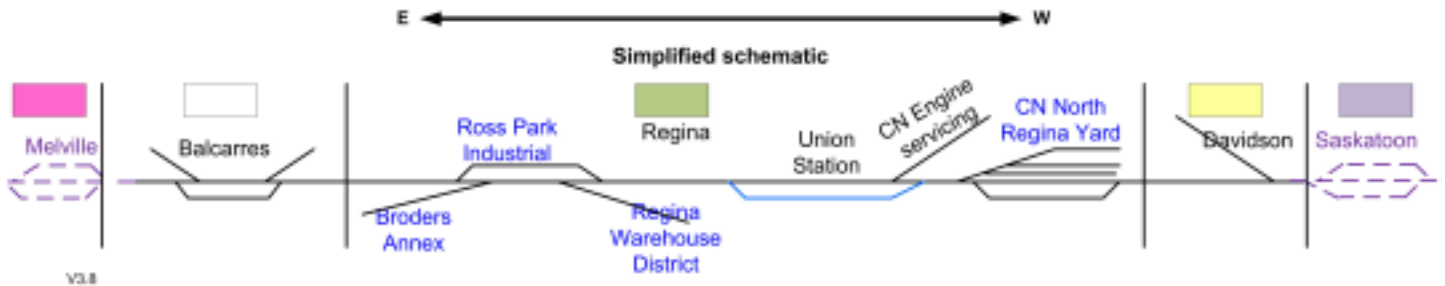 E
W
Simplified schematic
Melville
Balcarres
Ross Park
Industrial
Broders
Annex
Regina
Regina
Warehouse
District
Union
Station
CN Engine
servicing
CN North
Regina Yard
Davidson
Saskatoon
V3.8